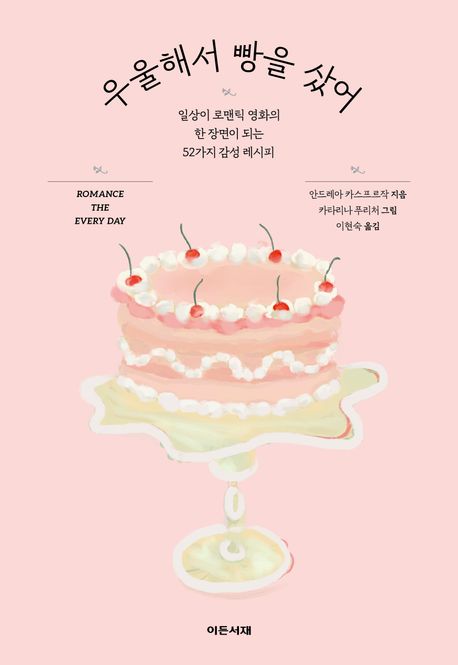 우울해서 빵을 샀어
일상이 로맨틱 영화의
한 장면이 되는
52가지 감성 레시피
ROMANCE
THE
EVERY DAY
안드레아 카스프르작 지음
카타리나 푸리처 그림
이현숙 옮김
이든서재